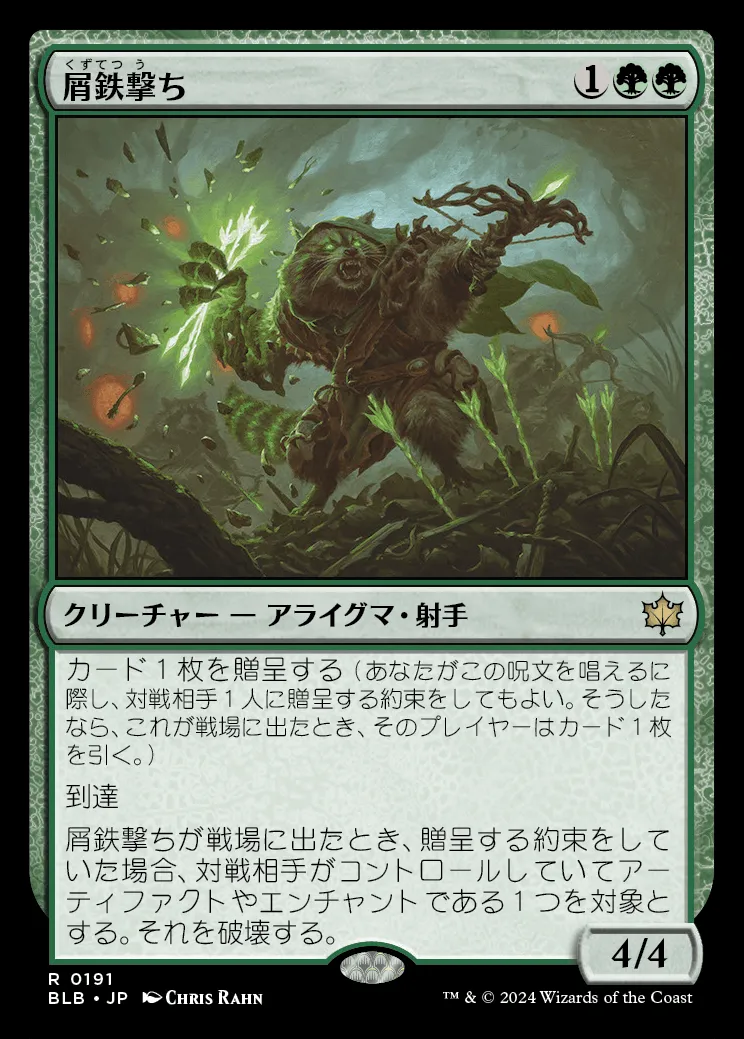 くずてつ う
屑鉄撃ち
1
クリーチャー — アライグマ・射手
カード１枚を贈呈する（あなたがこの呪文を唱えるに
際し、対戦相手１人に贈呈する約束をしてもよい。そうした
なら、これが戦場に出たとき、そのプレイヤーはカード１枚
を引く。）
到達
屑鉄撃ちが戦場に出たとき、贈呈する約束をして
いた場合、対戦相手がコントロールしていてアー
ティファクトやエンチャントである１つを対象と
する。それを破壊する。
4/4
R 0191
BLB • JP Chris Rahn
™ & © 2024 Wizards of the Coast